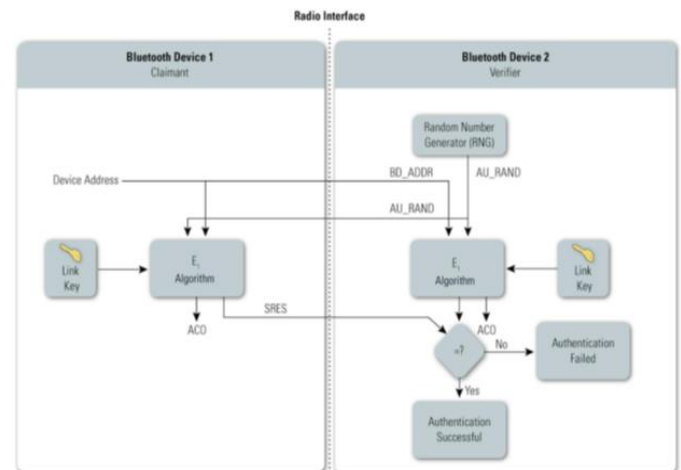 Radio Interface
Bluetooth Device 1
Claimant
Bluetooth Device 2
Verifier
Random Number
Generator (RNG)
Device Address
BD_ADDR
AU_RAND
AU_RAND
Link
Key
E1
Algorithm
E1
Algorithm
Link
Key
ACO
SRES
ACO
=?
No
Authentication
Failed
Yes
Authentication
Successful